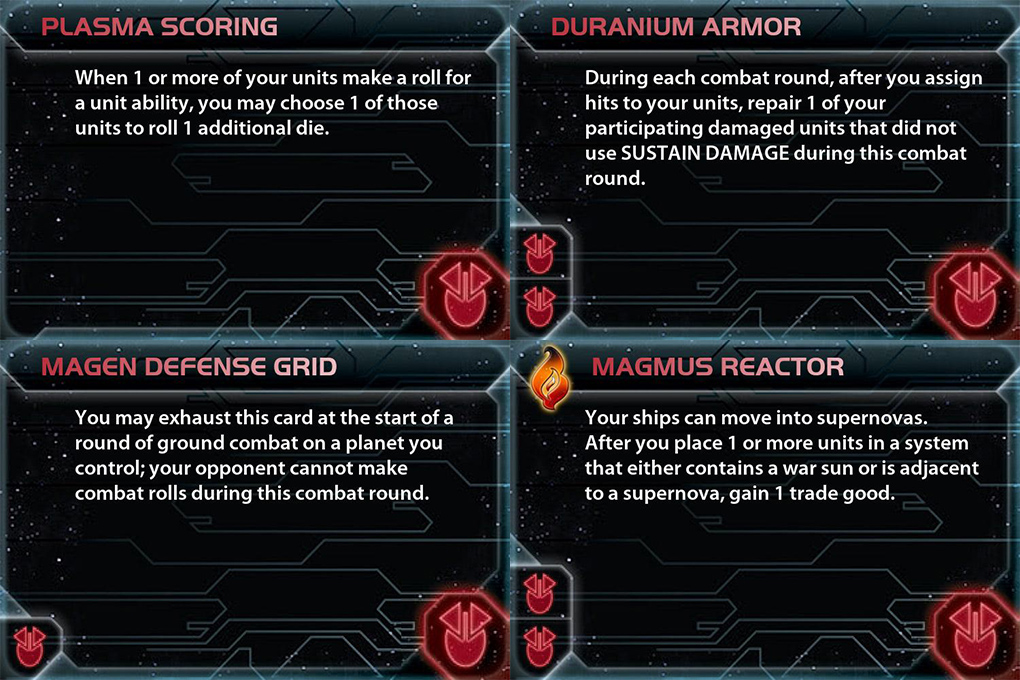 PLASMA SCORING
When 1 or more of your units make a roll for
a unit ability, you may choose 1 of those
units to roll 1 additional die.
DURANIUM ARMOR
During each combat round, after you assign
hits to your units, repair 1 of your
participating damaged units that did not
use SUSTAIN DAMAGE during this combat
round.
MAGEN DEFENSE GRID
You may exhaust this card at the start of a
round of ground combat on a planet you
control; your opponent cannot make
combat rolls during this combat round.
MAGMUS REACTOR
Your ships can move into supernovas.
After you place 1 or more units in a system
that either contains a war sun or is adjacent
to a supernova, gain 1 trade good.